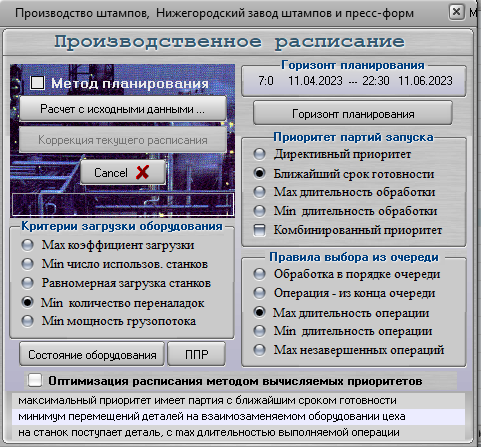 Производство штампов, Нижегородский завод штампов и пресс-форм
Производственное расписание
Метод планирования
Расчет с исходными данными ...
Коррекция текущего расписания
Cancel
Критерии загрузки оборудования
Max коэффициент загрузки
Min число использов. станков
Равномерная загрузка станков
Min количество переналадок
Min мощность грузопотока
Состояние оборудования
ППР
Горизонт планирования
7:0 11.04.2023 --- 22:30 11.06.2023
Горизонт планирования
Приоритет партий запуска
Директивный приоритет
Ближайший срок готовности
Max длительность обработки
Min длительность обработки
Комбинированный приоритет
Правила выбора из очереди
Обработка в порядке очереди
Операция - из конца очереди
Max длительность операции
Min длительность операции
Max незавершенных операций
Оптимизация расписания методом вычисляемых приоритетов
максимальный приоритет имеет партия с ближайшим сроком готовности
минимум перемещений деталей на взаимозаменяемом оборудовании цеха
на станок поступает деталь, с max длительностью выполняемой операции